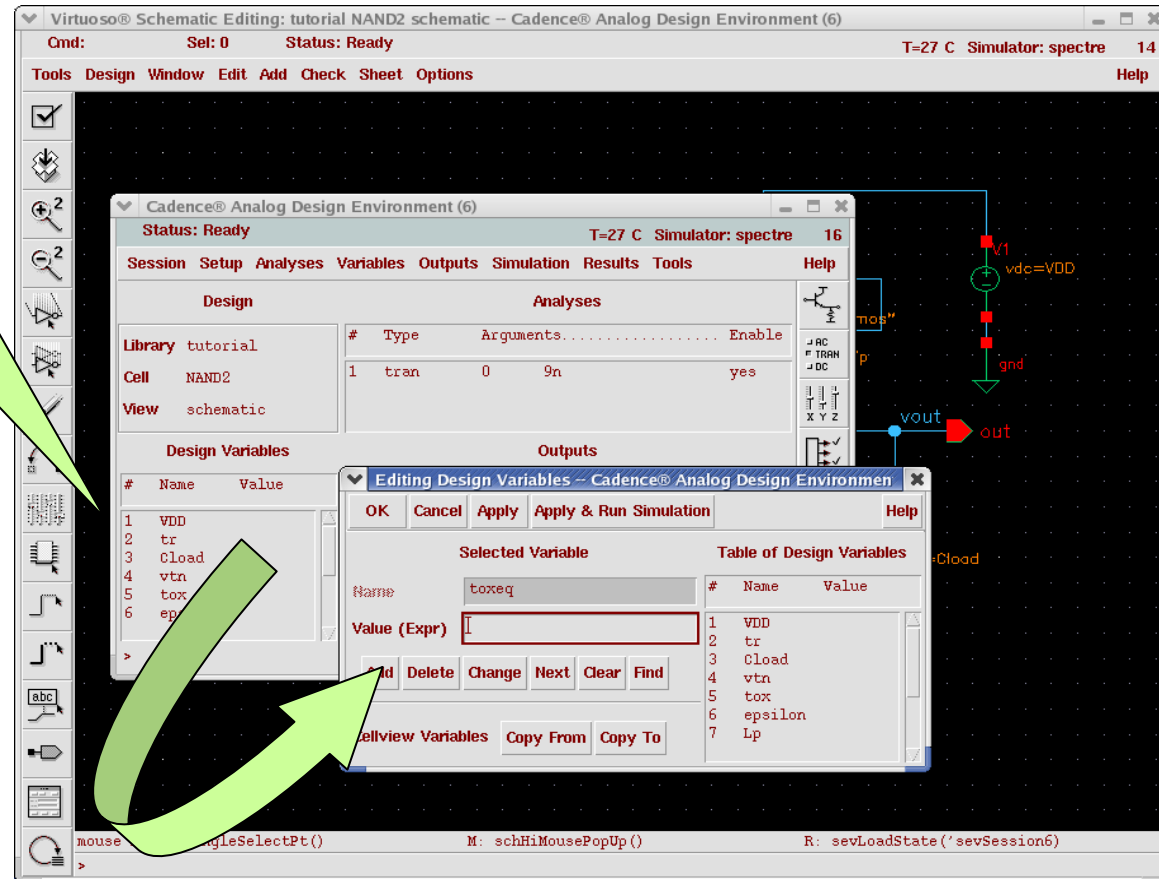 Virtuoso® Schematic Editing: tutorial NAND2 schematic -- Cadence® Analog Design Environment (6)
Cmd: Sel: 0 Status: Ready T=27 C Simulator: spectre 14
Tools Design Window Edit Add Check Sheet Options Help
Cadence® Analog Design Environment (6)
Status: Ready T=27 C Simulator: spectre 16
Session Setup Analyses Variables Outputs Simulation Results Tools Help
Design
Library tutorial
Cell NAND2
View schematic
Analyses
# Type Arguments................... Enable
1 tran 0 9n yes
AC
TRAN
DC
X Y Z
Design Variables
# Name Value
1 VDD
2 tr
3 Cload
4 vtn
5 tox
6
>
Outputs
V1
vdc=VDD
gnd
vout
out
=Cload
Editing Design Variables -- Cadence® Analog Design Environmen
OK Cancel Apply Apply & Run Simulation Help
Selected Variable
Name toxeq
Value (Expr)
Add Delete Change Next Clear Find
Cellview Variables Copy From Copy To
Table of Design Variables
# Name Value
1 VDD
2 tr
3 Cload
4 vtn
5 tox
6 epsilon
7 Lp
2
2
abc
mouse gleSelectPt() M: schHiMousePopUp() R: sevLoadState('sevSession6)
>